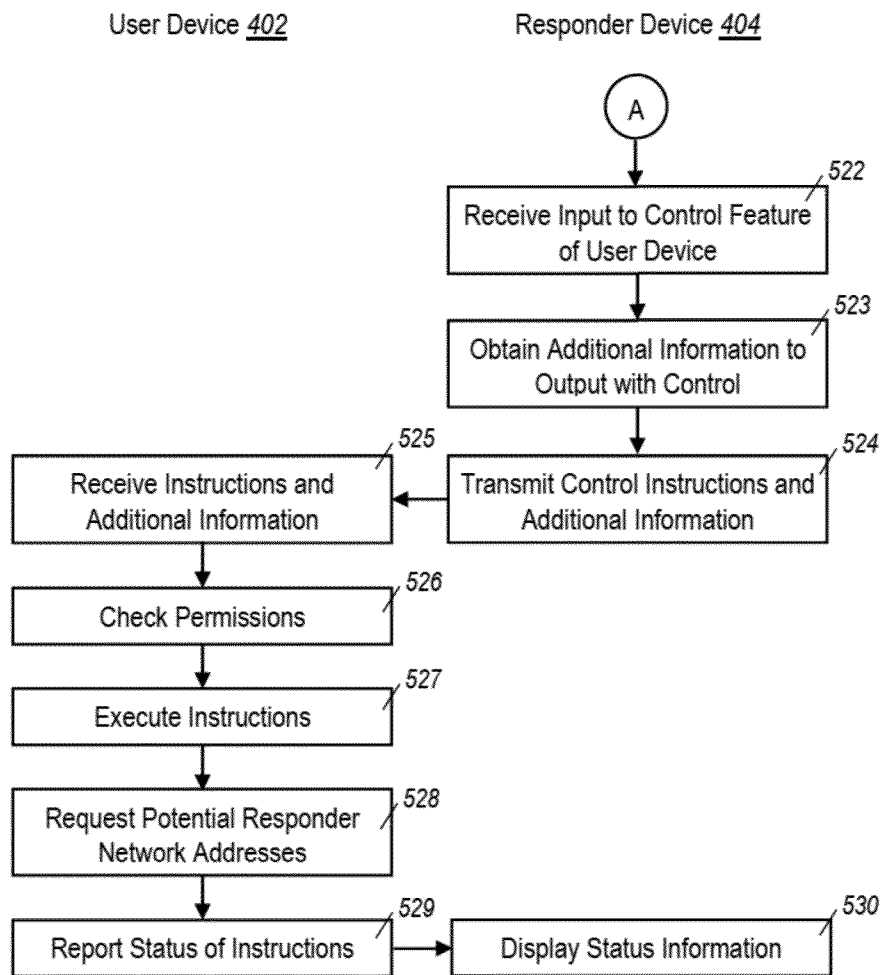 User Device 402
Responder Device 404
A
522
Receive Input to Control Feature
of User Device
523
Obtain Additional Information to
Output with Control
524
Transmit Control Instructions and
Additional Information
525
Receive Instructions and
Additional Information
526
Check Permissions
527
Execute Instructions
528
Request Potential Responder
Network Addresses
529
Report Status of Instructions
530
Display Status Information